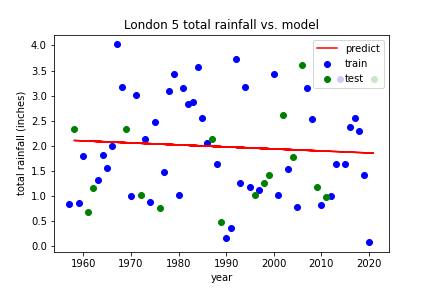 London 5 total rainfall vs. model
predict
train
test
4.0
3.5
3.0
2.5
2.0
1.5
1.0
0.5
0.0
total rainfall (inches)
1960 1970 1980 1990 2000 2010 2020
year